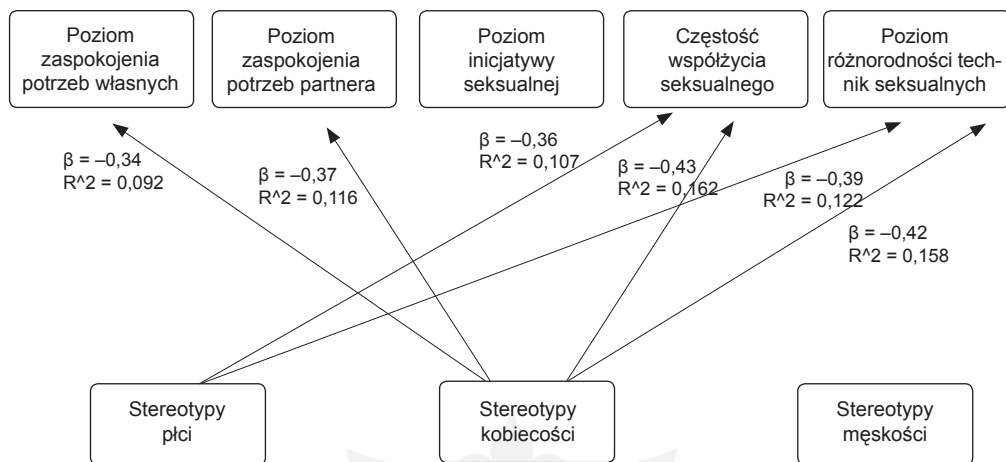 Poziom
zaspokojenia
potrzeb własnych
Poziom
zaspokojenia
potrzeb partnera
Poziom
inicjatywy
seksualnej
Częstość
współżycia
seksualnego
Poziom
różnorodności tech-
nik seksualnych
β = –0,34
R^2 = 0,092
β = –0,37
R^2 = 0,116
β = –0,36
R^2 = 0,107
β = –0,43
R^2 = 0,162
β = –0,39
R^2 = 0,122
β = –0,42
R^2 = 0,158
Stereotypy
płci
Stereotypy
kobiecości
Stereotypy
męskości